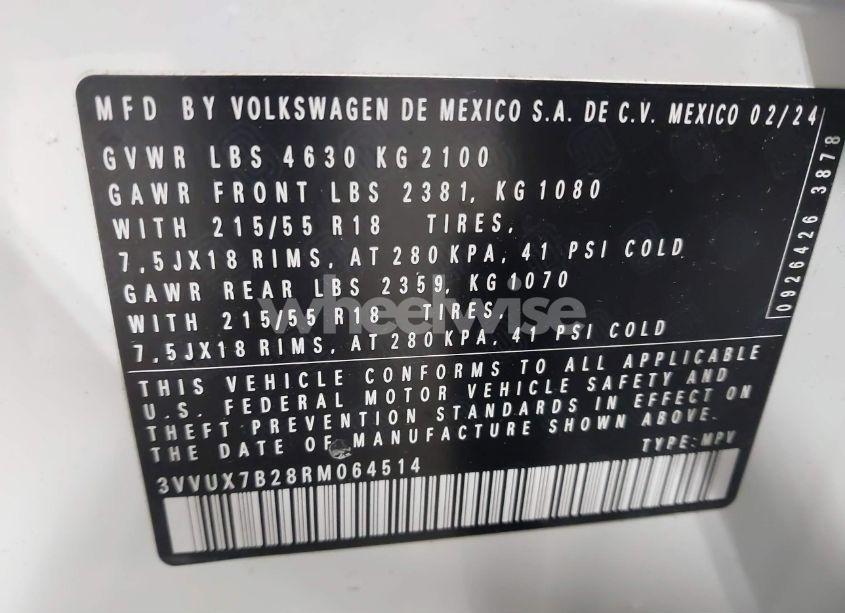 MFD BY VOLKSWAGEN DE MEXICO S.A. DE C.V. MEXICO 02/24
GVWR LBS 4630 KG 2100
GAWR FRONT LBS 2381, KG 1080
WITH 215/55 R18 TIRES,
7,5JX18 RIMS, AT 280 KPA, 41 PSI COLD
GAWR REAR LBS 2359, KG 1070
WITH 215/55 R18 TIRES,
7,5JX18 RIMS, AT 280 KPA, 41 PSI COLD
THIS VEHICLE CONFORMS TO ALL APPLICABLE
U.S. FEDERAL MOTOR VEHICLE SAFETY AND
THEFT PREVENTION STANDARDS IN EFFECT ON
THE DATE OF MANUFACTURE SHOWN ABOVE.
TYPE: MPV
3VVUX7B28RM064514
0926426 3878
wheelwise